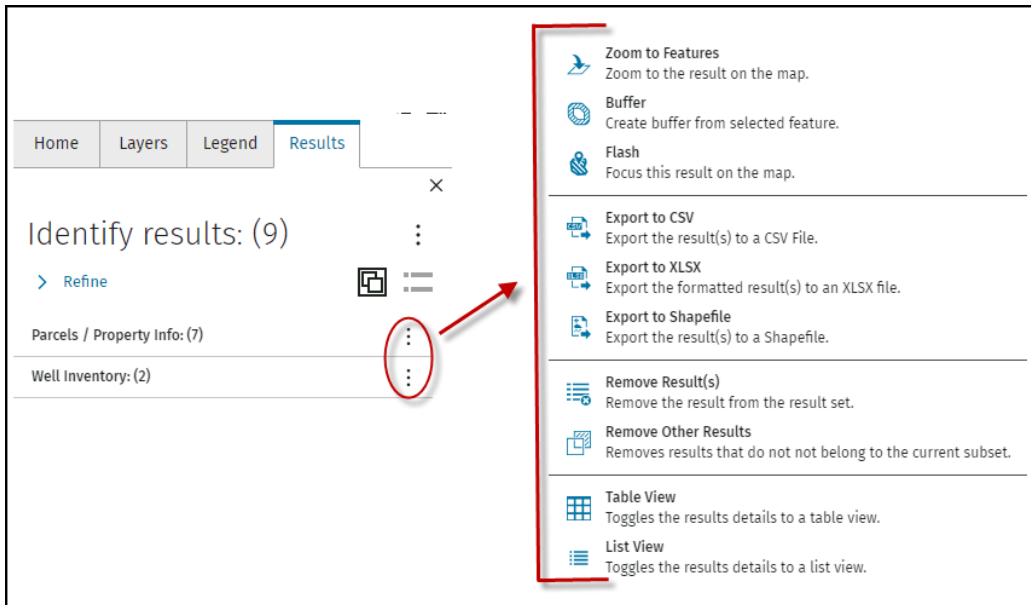 Home
Layers
Legend
Results
Identify results: (9)
Refine
Parcels / Property Info: (7)
Well Inventory: (2)
Zoom to Features
Zoom to the result on the map.
Buffer
Create buffer from selected feature.
Flash
Focus this result on the map.
Export to CSV
Export the result(s) to a CSV File.
Export to XLSX
Export the formatted result(s) to an XLSX file.
Export to Shapefile
Export the result(s) to a Shapefile.
Remove Result(s)
Remove the result from the result set.
Remove Other Results
Removes results that do not not belong to the current subset.
Table View
Toggles the results details to a table view.
List View
Toggles the results details to a list view.